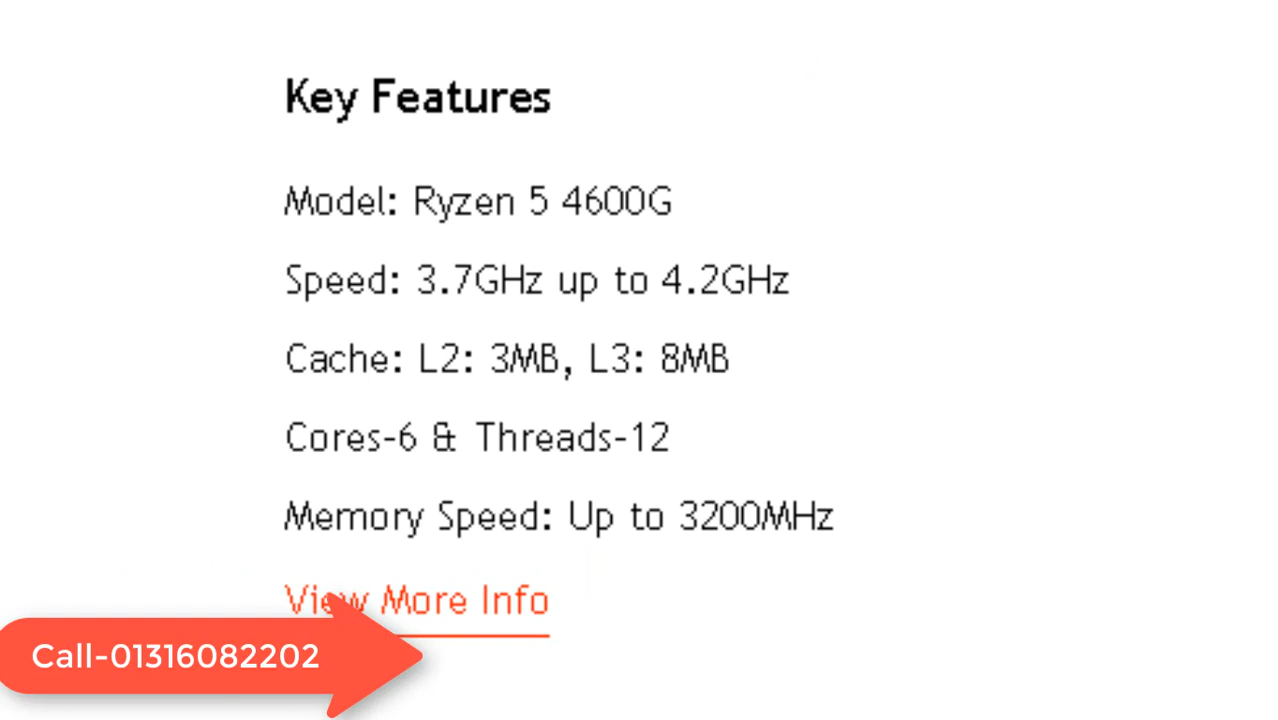 Key Features
Model: Ryzen 5 4600G
Speed: 3.7GHz up to 4.2GHz
Cache: L2: 3MB, L3: 8MB
Cores-6 & Threads-12
Memory Speed: Up to 3200MHz
View More Info
Call-01316082202